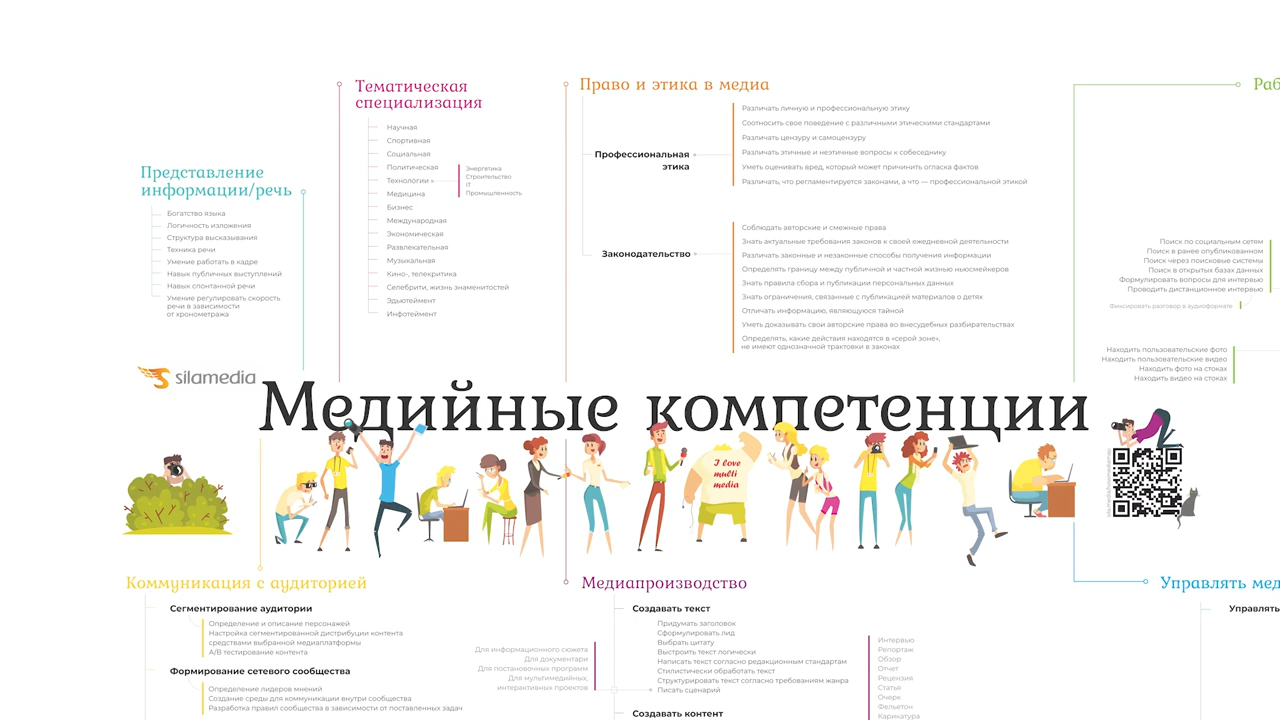 Тематическая
специализация
Научная
Спортивная
Социальная
Политическая
Технологии
Медицина
Бизнес
Международная
Экономическая
Развлекательная
Музыкальная
Кино-, телекритика
Селебрити, жизнь знаменитостей
Эдьютеймент
Инфотеймент
Энергетика
Строительство
IT
Промышленность
Право и этика в медиа
Профессиональная
этика
Различать личную и профессиональную этику
Соотносить свое поведение с различными этическими стандартами
Различать цензуру и самоцензуру
Различать этичные и неэтичные вопросы к собеседнику
Уметь оценивать вред, который может причинить огласка фактов
Различать, что регламентируется законами, а что — профессиональной этикой
Законодательство
Соблюдать авторские и смежные права
Знать актуальные требования законов к своей ежедневной деятельности
Различать законные и незаконные способы получения информации
Определять границу между публичной и частной жизнью ньюсмейкеров
Знать правила сбора и публикации персональных данных
Знать ограничения, связанные с публикацией материалов о детях
Отличать информацию, являющуюся тайной
Уметь доказывать свои авторские права во внесудебных разбирательствах
Определять, какие действия находятся в «серой зоне»,
не имеют однозначной трактовки в законах
Раб
Поиск по социальным сетям
Поиск в ранее опубликованном
Поиск через поисковые системы
Поиск в открытых базах данных
Формулировать вопросы для интервью
Проводить дистанционное интервью
Фиксировать разговор в аудиоформате
Находить пользовательские фото
Находить пользовательские видео
Находить фото на стоках
Находить видео на стоках
Представление
информации/речь
Богатство языка
Логичность изложения
Структура высказывания
Техника речи
Умение работать в кадре
Навык публичных выступлений
Навык спонтанной речи
Умение регулировать скорость
речи в зависимости
от хронометража
silamedia
Медийные компетенции
I love
multi
media
Коммуникация с аудиторией
Сегментирование аудитории
Определение и описание персонажей
Настройка сегментированной дистрибуции контента
средствами выбранной медиаплатформы
A/B тестирование контента
Формирование сетевого сообщества
Определение лидеров мнений
Создание среды для коммуникации внутри сообщества
Разработка правил сообщества в зависимости от поставленных задач
Медиапроизводство
Создавать текст
Придумать заголовок
Сформулировать лид
Выбрать цитату
Выстроить текст логически
Написать текст согласно редакционным стандартам
Стилистически обработать текст
Структурировать текст согласно требованиям жанра
Писать сценарий
Для информационного сюжета
Для документари
Для постановочных программ
Для мультимедийных,
интерактивных проектов
Интервью
Репортаж
Обзор
Отчет
Рецензия
Статья
Очерк
Фельетон
Карикатура
Создавать контент
Управлять мед
Управлять